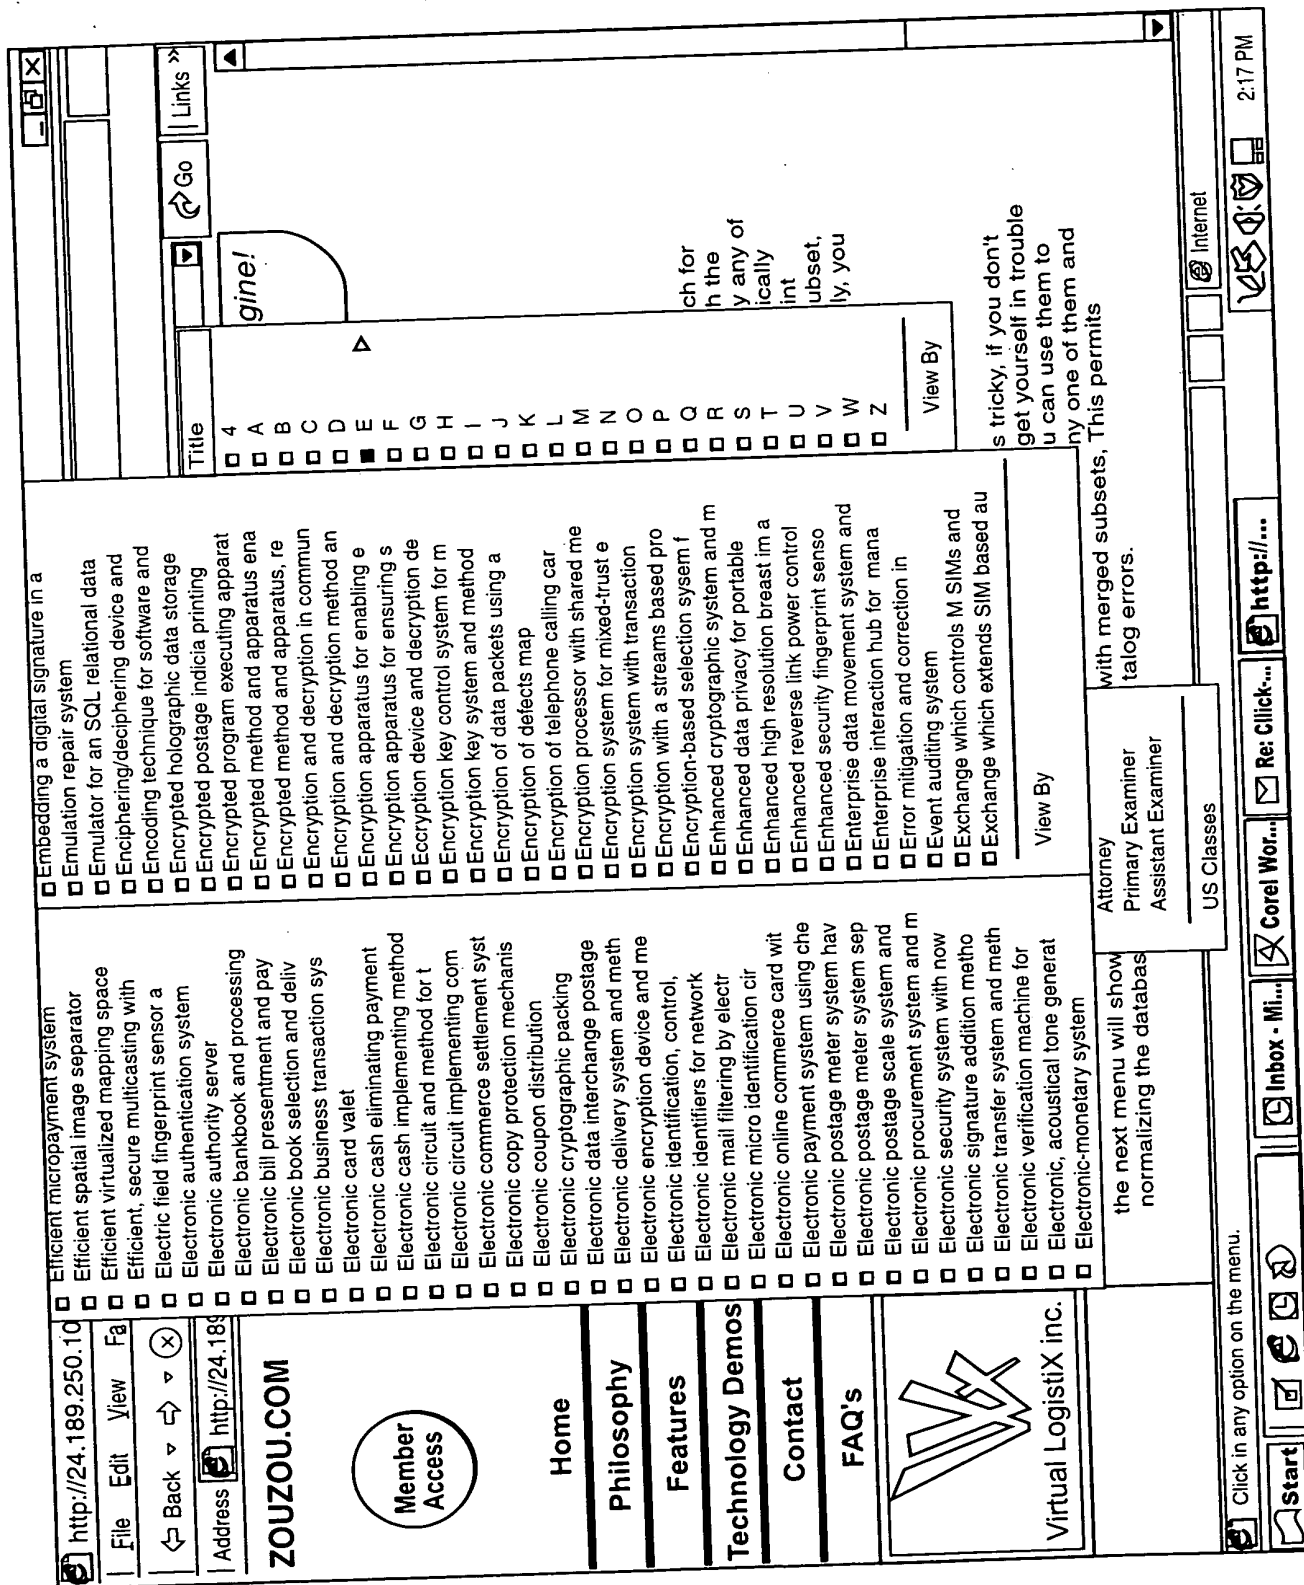 http://24.189.250.10
File Edit View Fa
Back
Address http://24.189
Links »
Go
ZOUZOU.COM
Member
Access
Home
Philosophy
Features
Technology Demos
Contact
FAQ's
Virtual LogistiX inc.
Efficient micropayment system
Efficient spatial image separator
Efficient virtualized mapping space
Efficient, secure multicasting with
Electric field fingerprint sensor a
Electronic authentication system
Electronic authority server
Electronic bankbook and processing
Electronic bill presentment and pay
Electronic book selection and deliv
Electronic business transaction sys
Electronic card valet
Electronic cash eliminating payment
Electronic cash implementing method
Electronic circuit and method for t
Electronic circuit implementing com
Electronic commerce settlement syst
Electronic copy protection mechanis
Electronic coupon distribution
Electronic cryptographic packing
Electronic data interchange postage
Electronic delivery system and meth
Electronic encryption device and me
Electronic identification, control,
Electronic identifiers for network
Electronic mail filtering by electr
Electronic micro identification cir
Electronic online commerce card wit
Electronic payment system using che
Electronic postage meter system hav
Electronic postage meter system sep
Electronic postage scale system and
Electronic procurement system and m
Electronic security system with now
Electronic signature addition metho
Electronic transfer system and meth
Electronic verification machine for
Electronic, acoustical tone generat
Electronic-monetary system
Embedding a digital signature in a
Emulation repair system
Emulator for an SQL relational data
Enciphering/deciphering device and
Encoding technique for software and
Encrypted holographic data storage
Encrypted postage indicia printing
Encrypted program executing apparat
Encrypted method and apparatus ena
Encrypted method and apparatus, re
Encryption and decryption in commun
Encryption and decryption method an
Encryption apparatus for enabling e
Encryption apparatus for ensuring s
Eccryption device and decryption de
Encryption key control system for m
Encryption key system and method
Encryption of data packets using a
Encryption of defects map
Encryption of telephone calling car
Encryption processor with shared me
Encryption system for mixed-trust e
Encryption system with transaction
Encryption with a streams based pro
Encryption-based selection sysem f
Enhanced cryptographic system and m
Enhanced data privacy for portable
Enhanced high resolution breast im a
Enhanced reverse link power control
Enhanced security fingerprint senso
Enterprise data movement system and
Enterprise interaction hub for mana
Error mitigation and correction in
Event auditing system
Exchange which controls M SIMs and
Exchange which extends SIM based au
View By
Title
4
A
B
C
D
E
F
G
H
I
J
K
L
M
N
O
P
Q
R
S
T
U
V
W
Z
View By
gine!
ch for
h the
y any of
ically
int
ubset,
ly, you
s tricky, if you don't
get yourself in trouble
u can use them to
ny one of them and
the next menu will show with merged subsets, This permits
normalizing the databas talog errors.
Attorney
Primary Examiner
Assistant Examiner
US Classes
Click in any option on the menu.
Internet
Start
Inbox - Mi...
Corel Wor...
Re: Cllick-...
http://...
2:17 PM